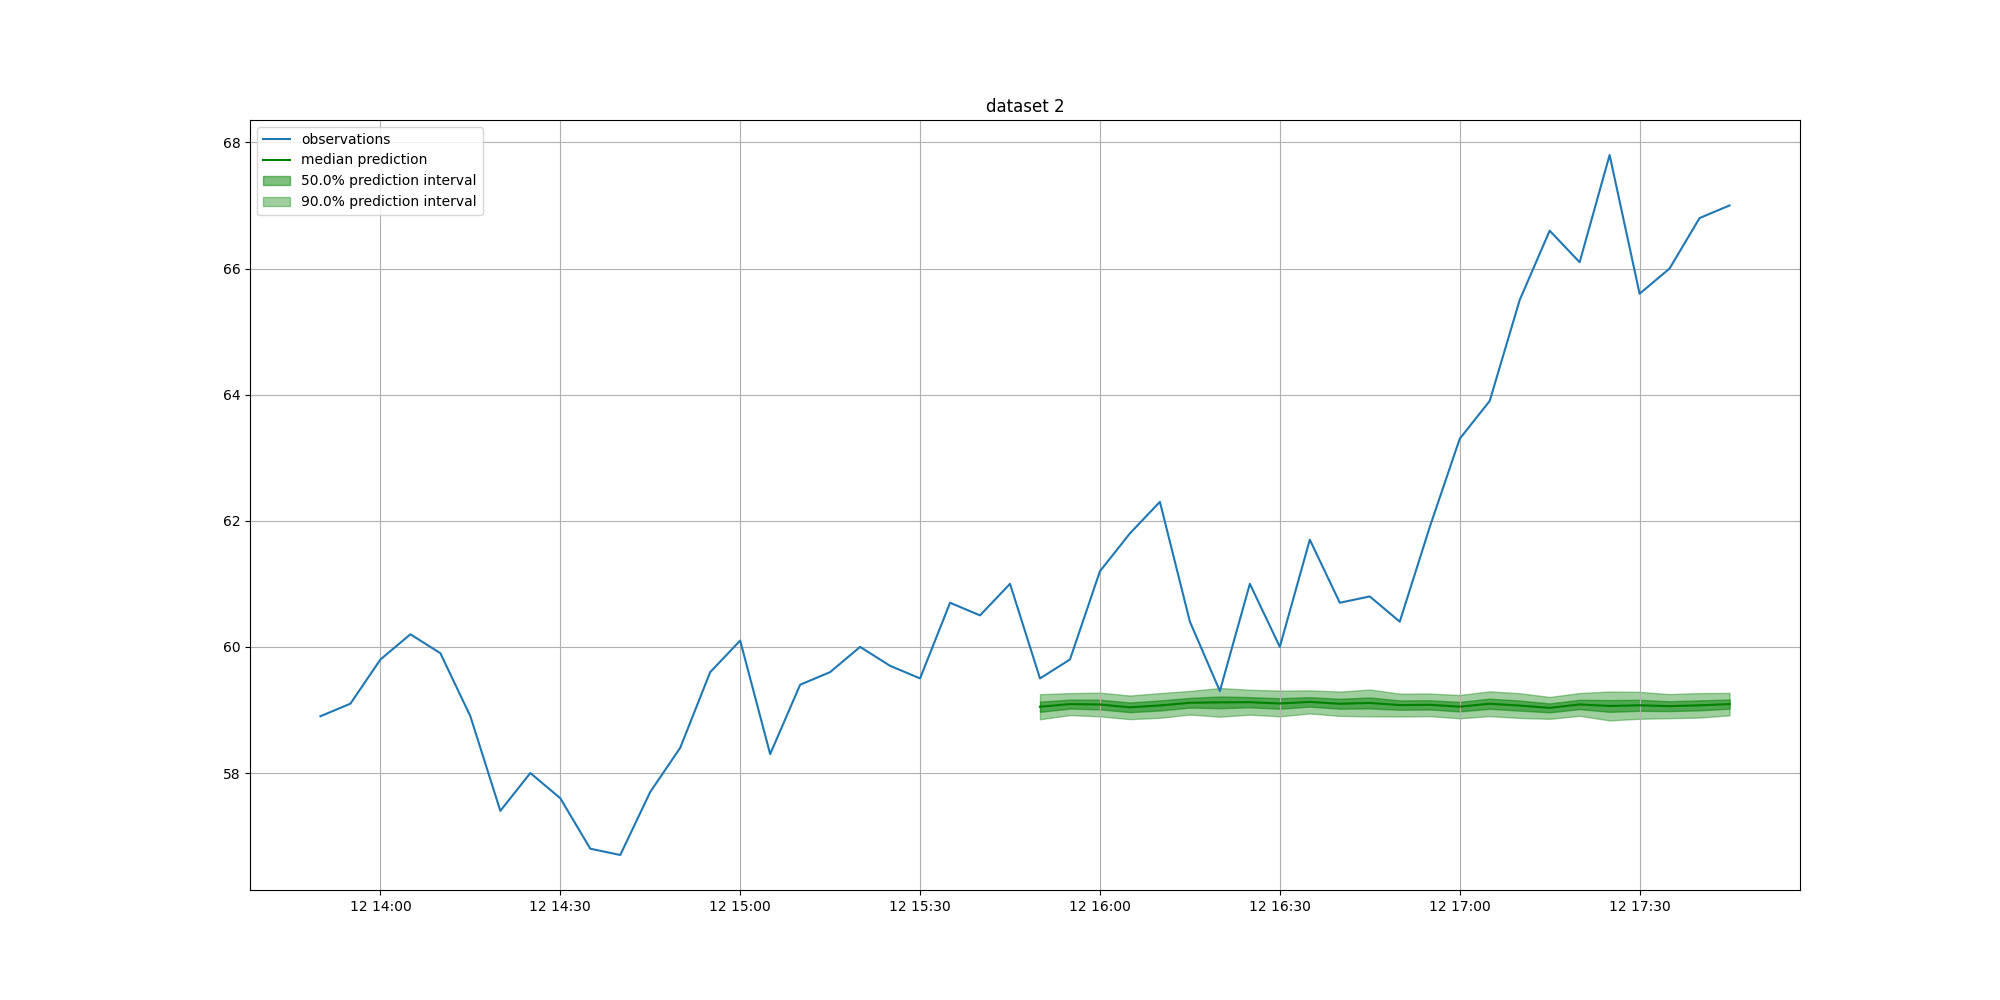 dataset 2
observations
median prediction
50.0% prediction interval
90.0% prediction interval
68
66
64
62
60
58
12 14:00
12 14:30
12 15:00
12 15:30
12 16:00
12 16:30
12 17:00
12 17:30